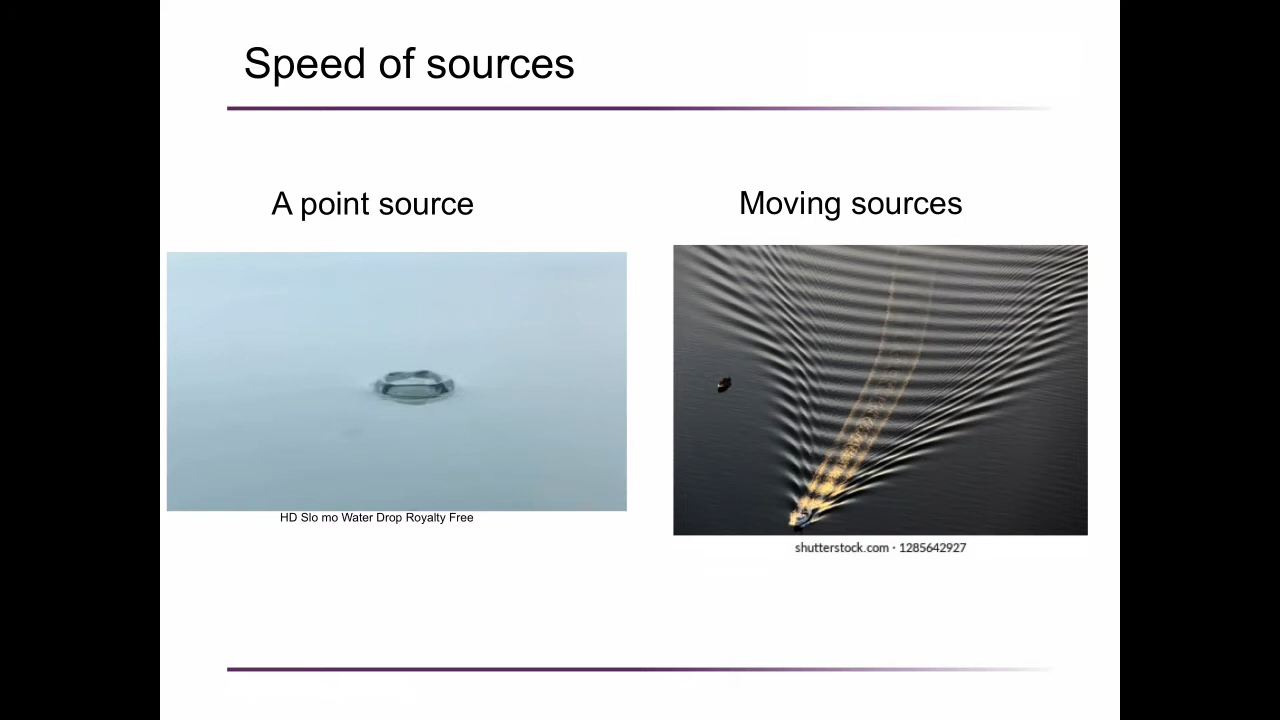 Speed of sources
A point source
Moving sources
HD Slo mo Water Drop Royalty Free
shutterstock.com · 1285642927